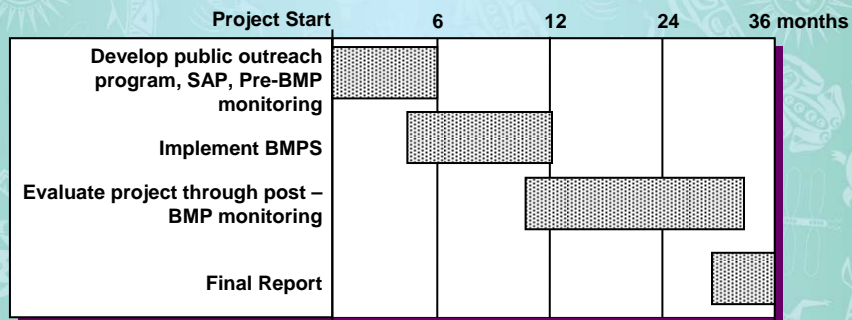 Project Start 6 12 24 36 months
Develop public outreach
program, SAP, Pre-BMP
monitoring
Implement BMPS
Evaluate project through post –
BMP monitoring
Final Report